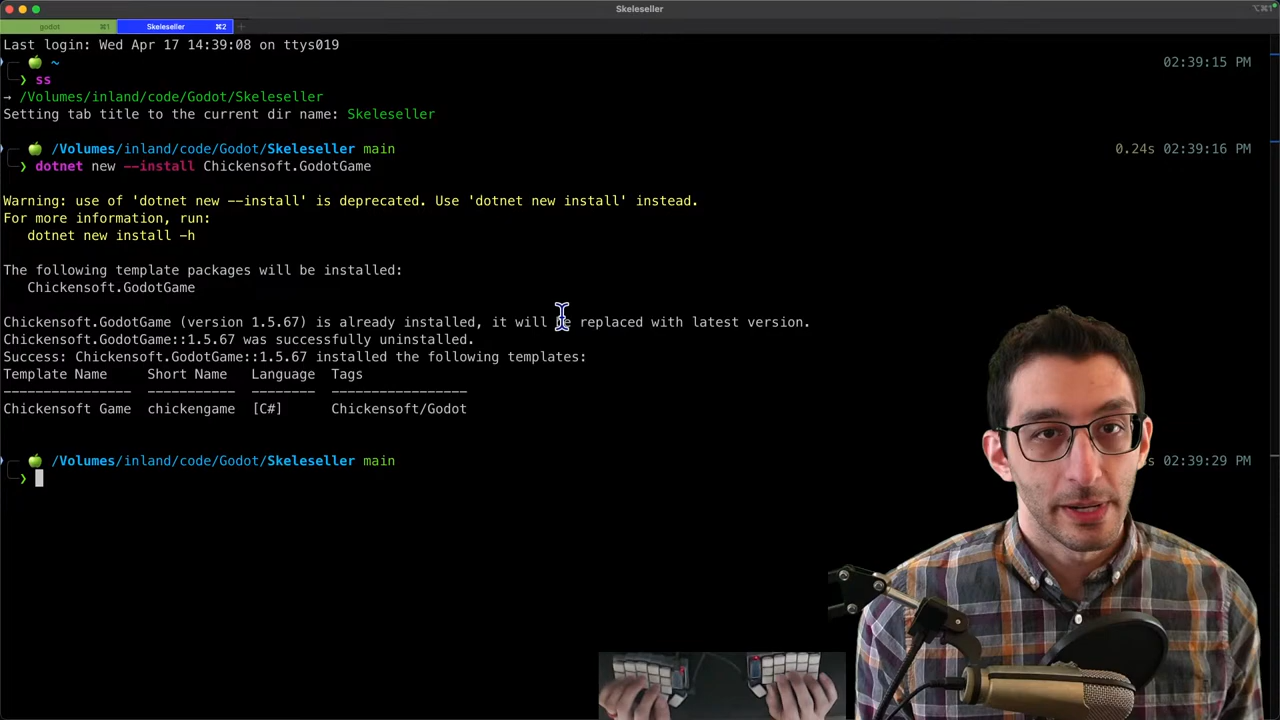 Skeleseller
⌥⌘1
godot ⌘1 Skeleseller ⌘2 +
Last login: Wed Apr 17 14:39:08 on ttys019
~ 02:39:15 PM
❯ ss
→ /Volumes/inland/code/Godot/Skeleseller
Setting tab title to the current dir name: Skeleseller
/Volumes/inland/code/Godot/Skeleseller main 0.24s 02:39:16 PM
❯ dotnet new --install Chickensoft.GodotGame
Warning: use of 'dotnet new --install' is deprecated. Use 'dotnet new install' instead.
For more information, run:
dotnet new install -h
The following template packages will be installed:
Chickensoft.GodotGame
Chickensoft.GodotGame (version 1.5.67) is already installed, it will be replaced with latest version.
Chickensoft.GodotGame::1.5.67 was successfully uninstalled.
Success: Chickensoft.GodotGame::1.5.67 installed the following templates:
Template Name Short Name Language Tags
---------------- ----------- -------- -----------------
Chickensoft Game chickengame [C#] Chickensoft/Godot
/Volumes/inland/code/Godot/Skeleseller main s 02:39:29 PM
❯